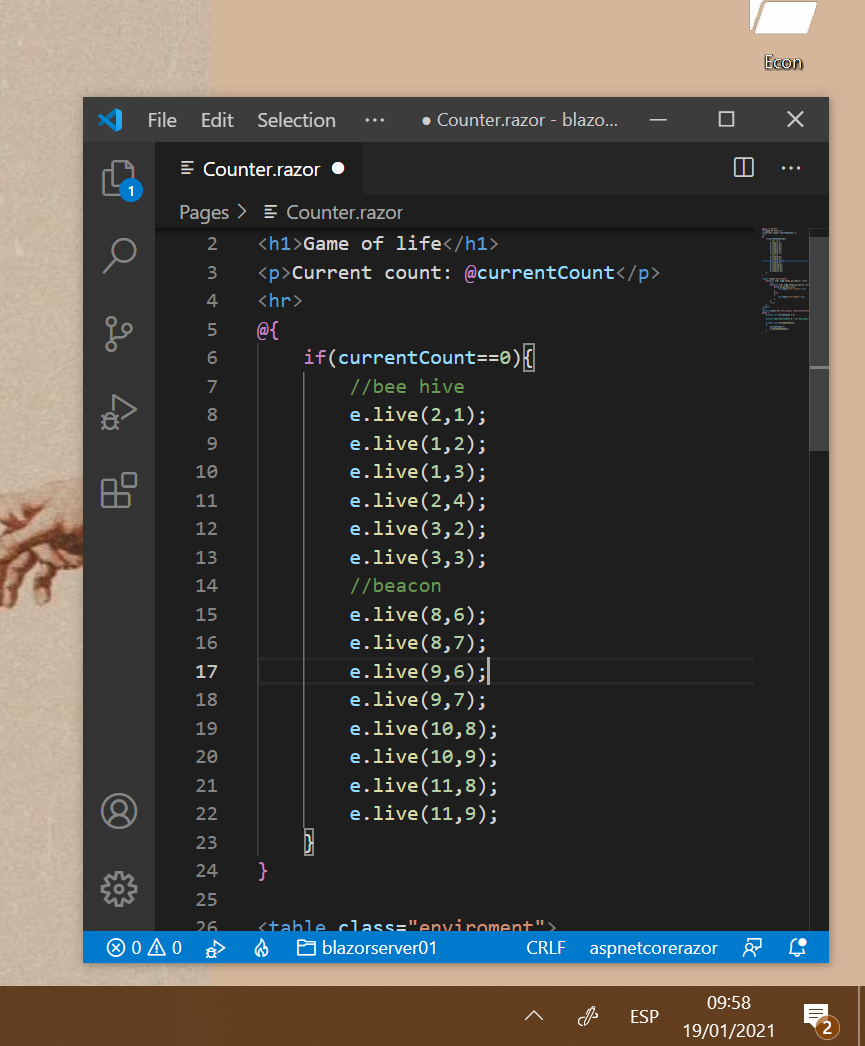 Econ
File Edit Selection ··· ● Counter.razor - blazo...
Counter.razor ●
1
Pages > Counter.razor
2 <h1>Game of life</h1>
3 <p>Current count: @currentCount</p>
4 <hr>
5 @{
6 if(currentCount==0){
7 //bee hive
8 e.live(2,1);
9 e.live(1,2);
10 e.live(1,3);
11 e.live(2,4);
12 e.live(3,2);
13 e.live(3,3);
14 //beacon
15 e.live(8,6);
16 e.live(8,7);
17 e.live(9,6);
18 e.live(9,7);
19 e.live(10,8);
20 e.live(10,9);
21 e.live(11,8);
22 e.live(11,9);
23 }
24 }
25
26 <table class="enviroment">
0 0 blazorserver01 CRLF aspnetcorerazor
ESP
09:58
19/01/2021
2